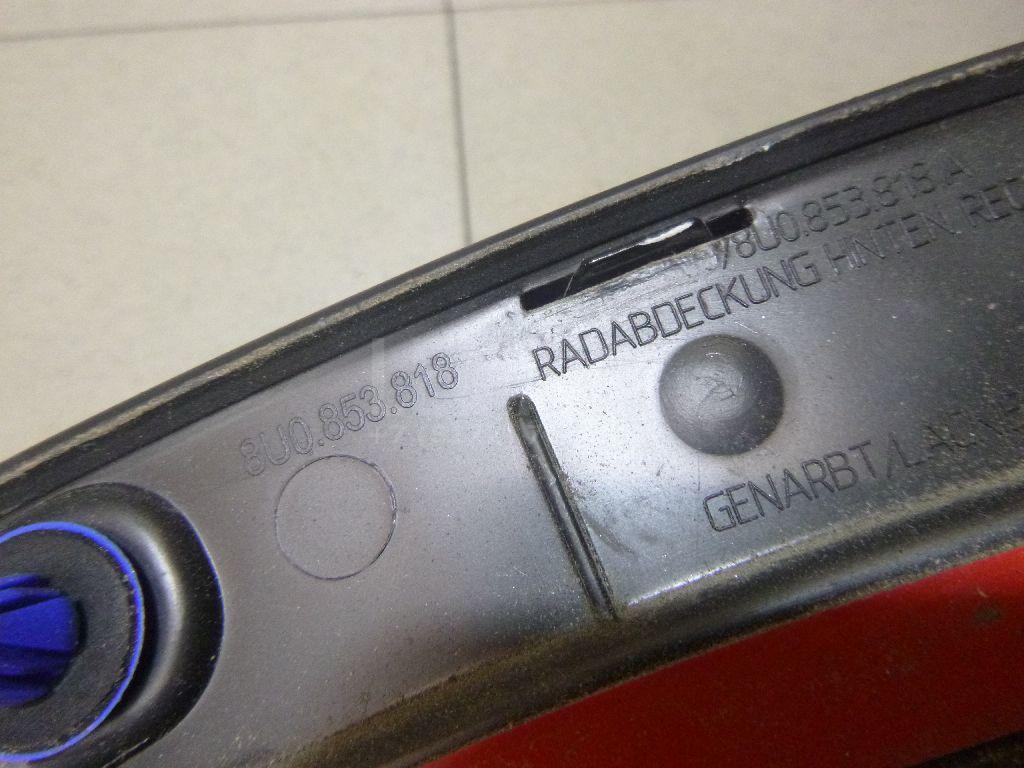 8U0.853.818
/8U0.853.818.A
RADABDECKUNG HINTEN
GENARBT/